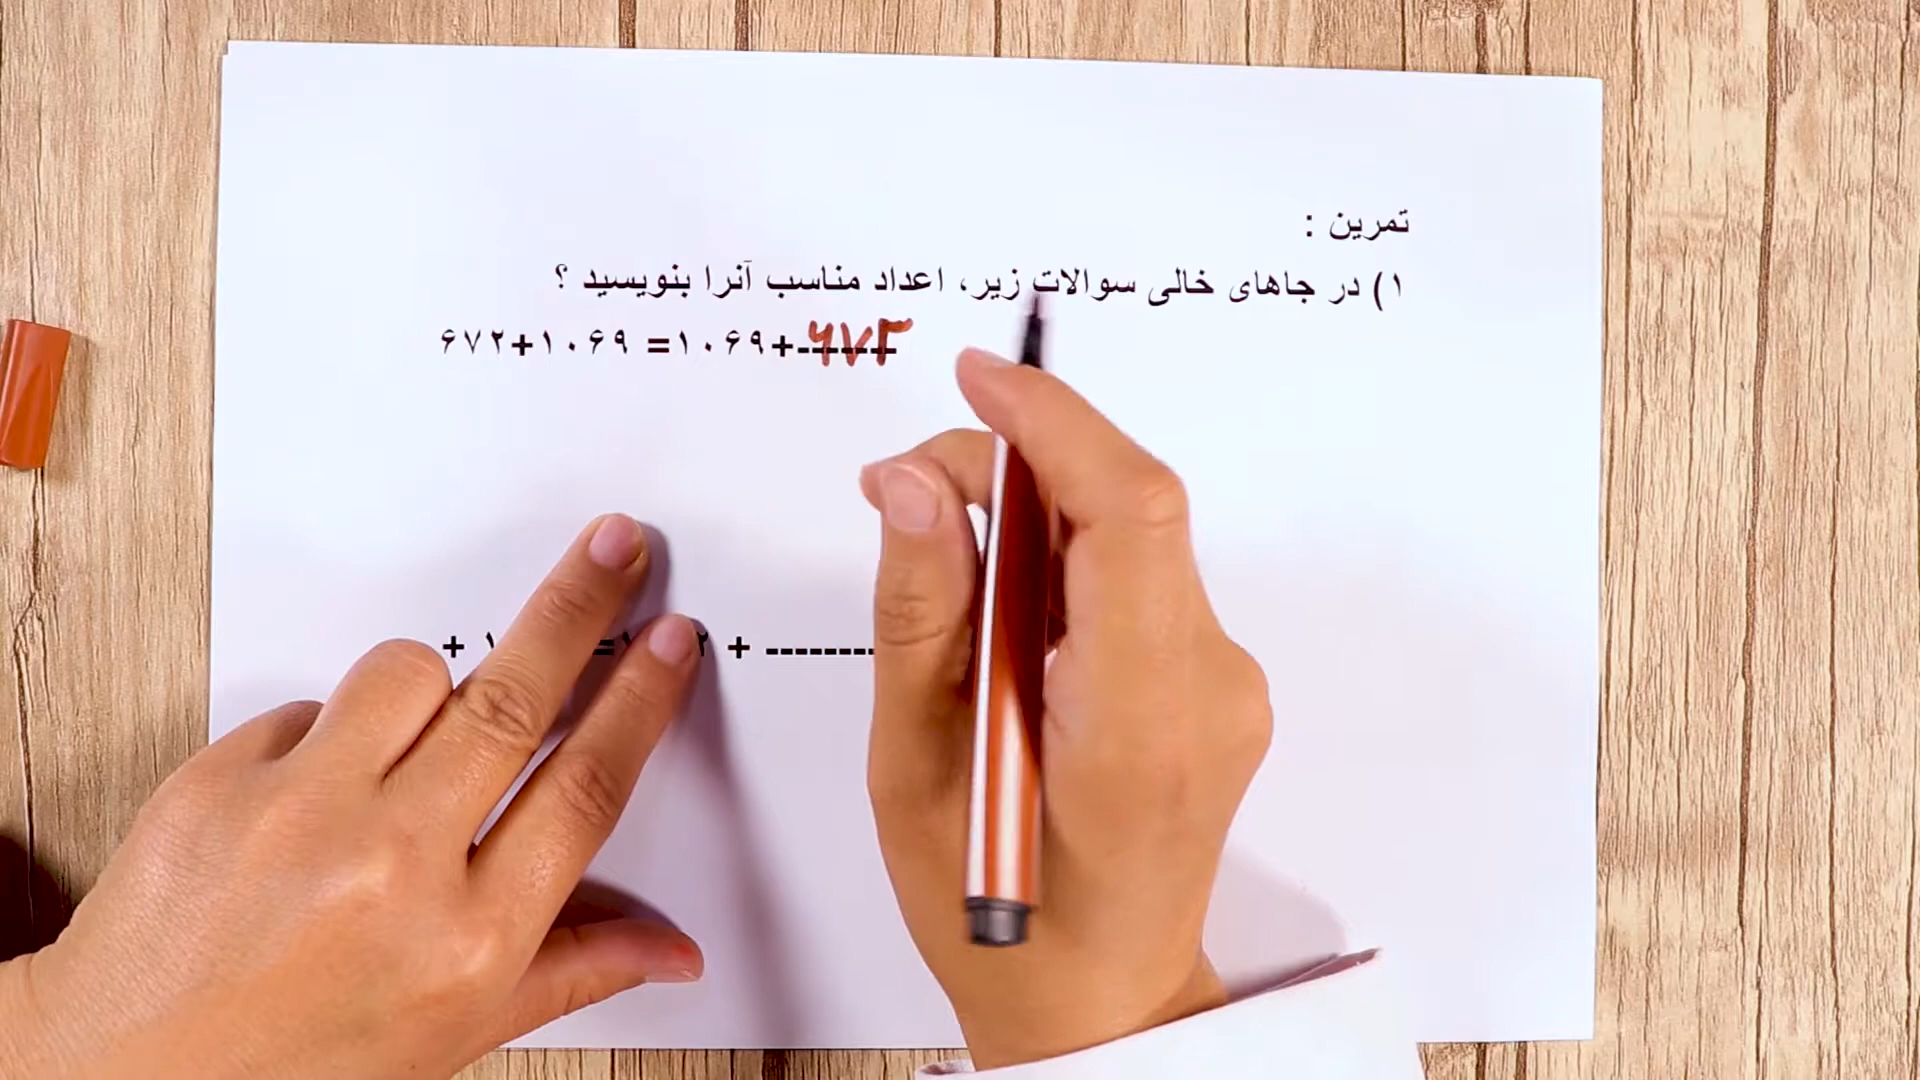 تمرین :
۱) در جاهای خالی سوالات زیر، اعداد مناسب آنرا بنویسید ؟
۶۷۲+۱۰۶۹ =۱۰۶۹+------- ۶۷۲
+ = + --------